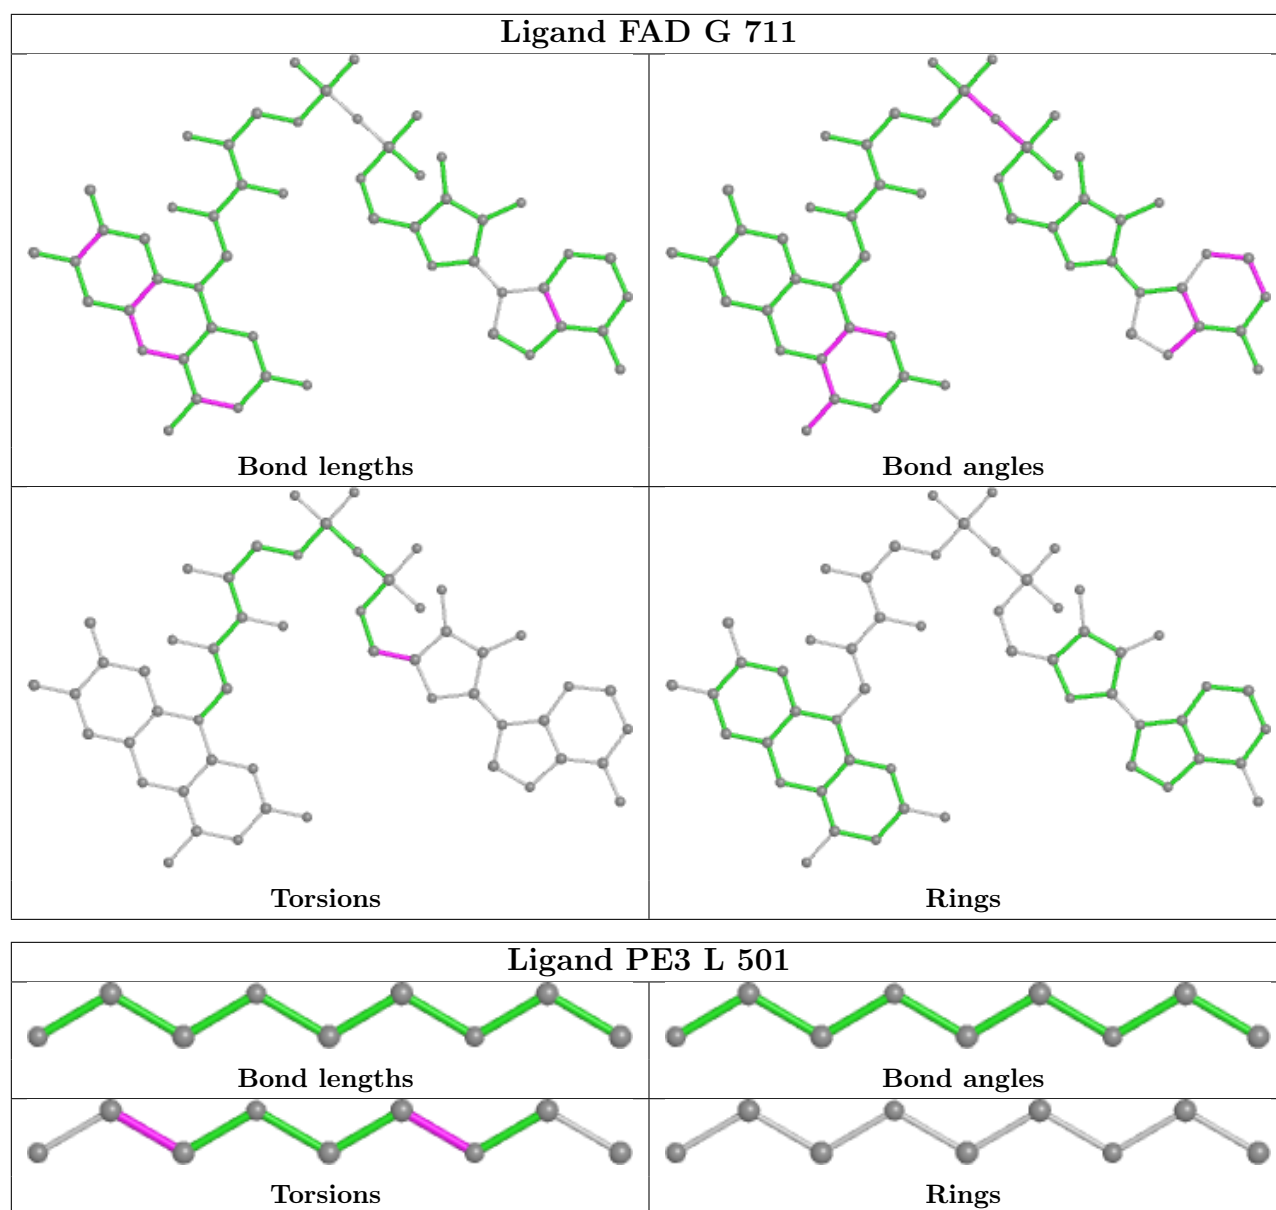 Ligand FAD G 711
Bond lengths
Bond angles
Torsions
Rings
Ligand PE3 L 501
Bond lengths
Bond angles
Torsions
Rings